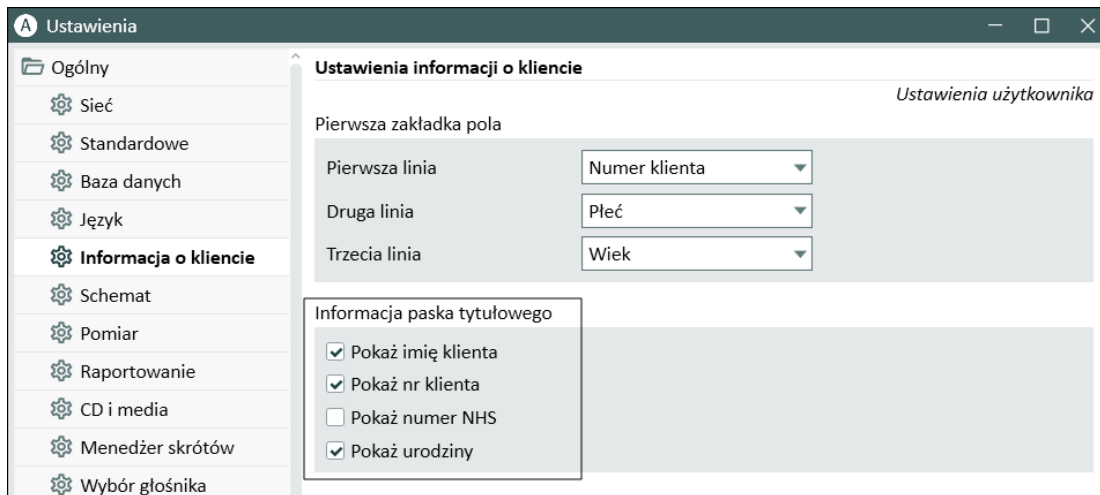 A Ustawienia
Ogólny
Sieć
Standardowe
Baza danych
Język
Informacja o kliencie
Schemat
Pomiar
Raportowanie
CD i media
Menedżer skrótów
Wybór głośnika
Ustawienia informacji o kliencie
Ustawienia użytkownika
Pierwsza zakładka pola
Pierwsza linia Numer klienta
Druga linia Płeć
Trzecia linia Wiek
Informacja paska tytułowego
Pokaż imię klienta
Pokaż nr klienta
Pokaż numer NHS
Pokaż urodziny